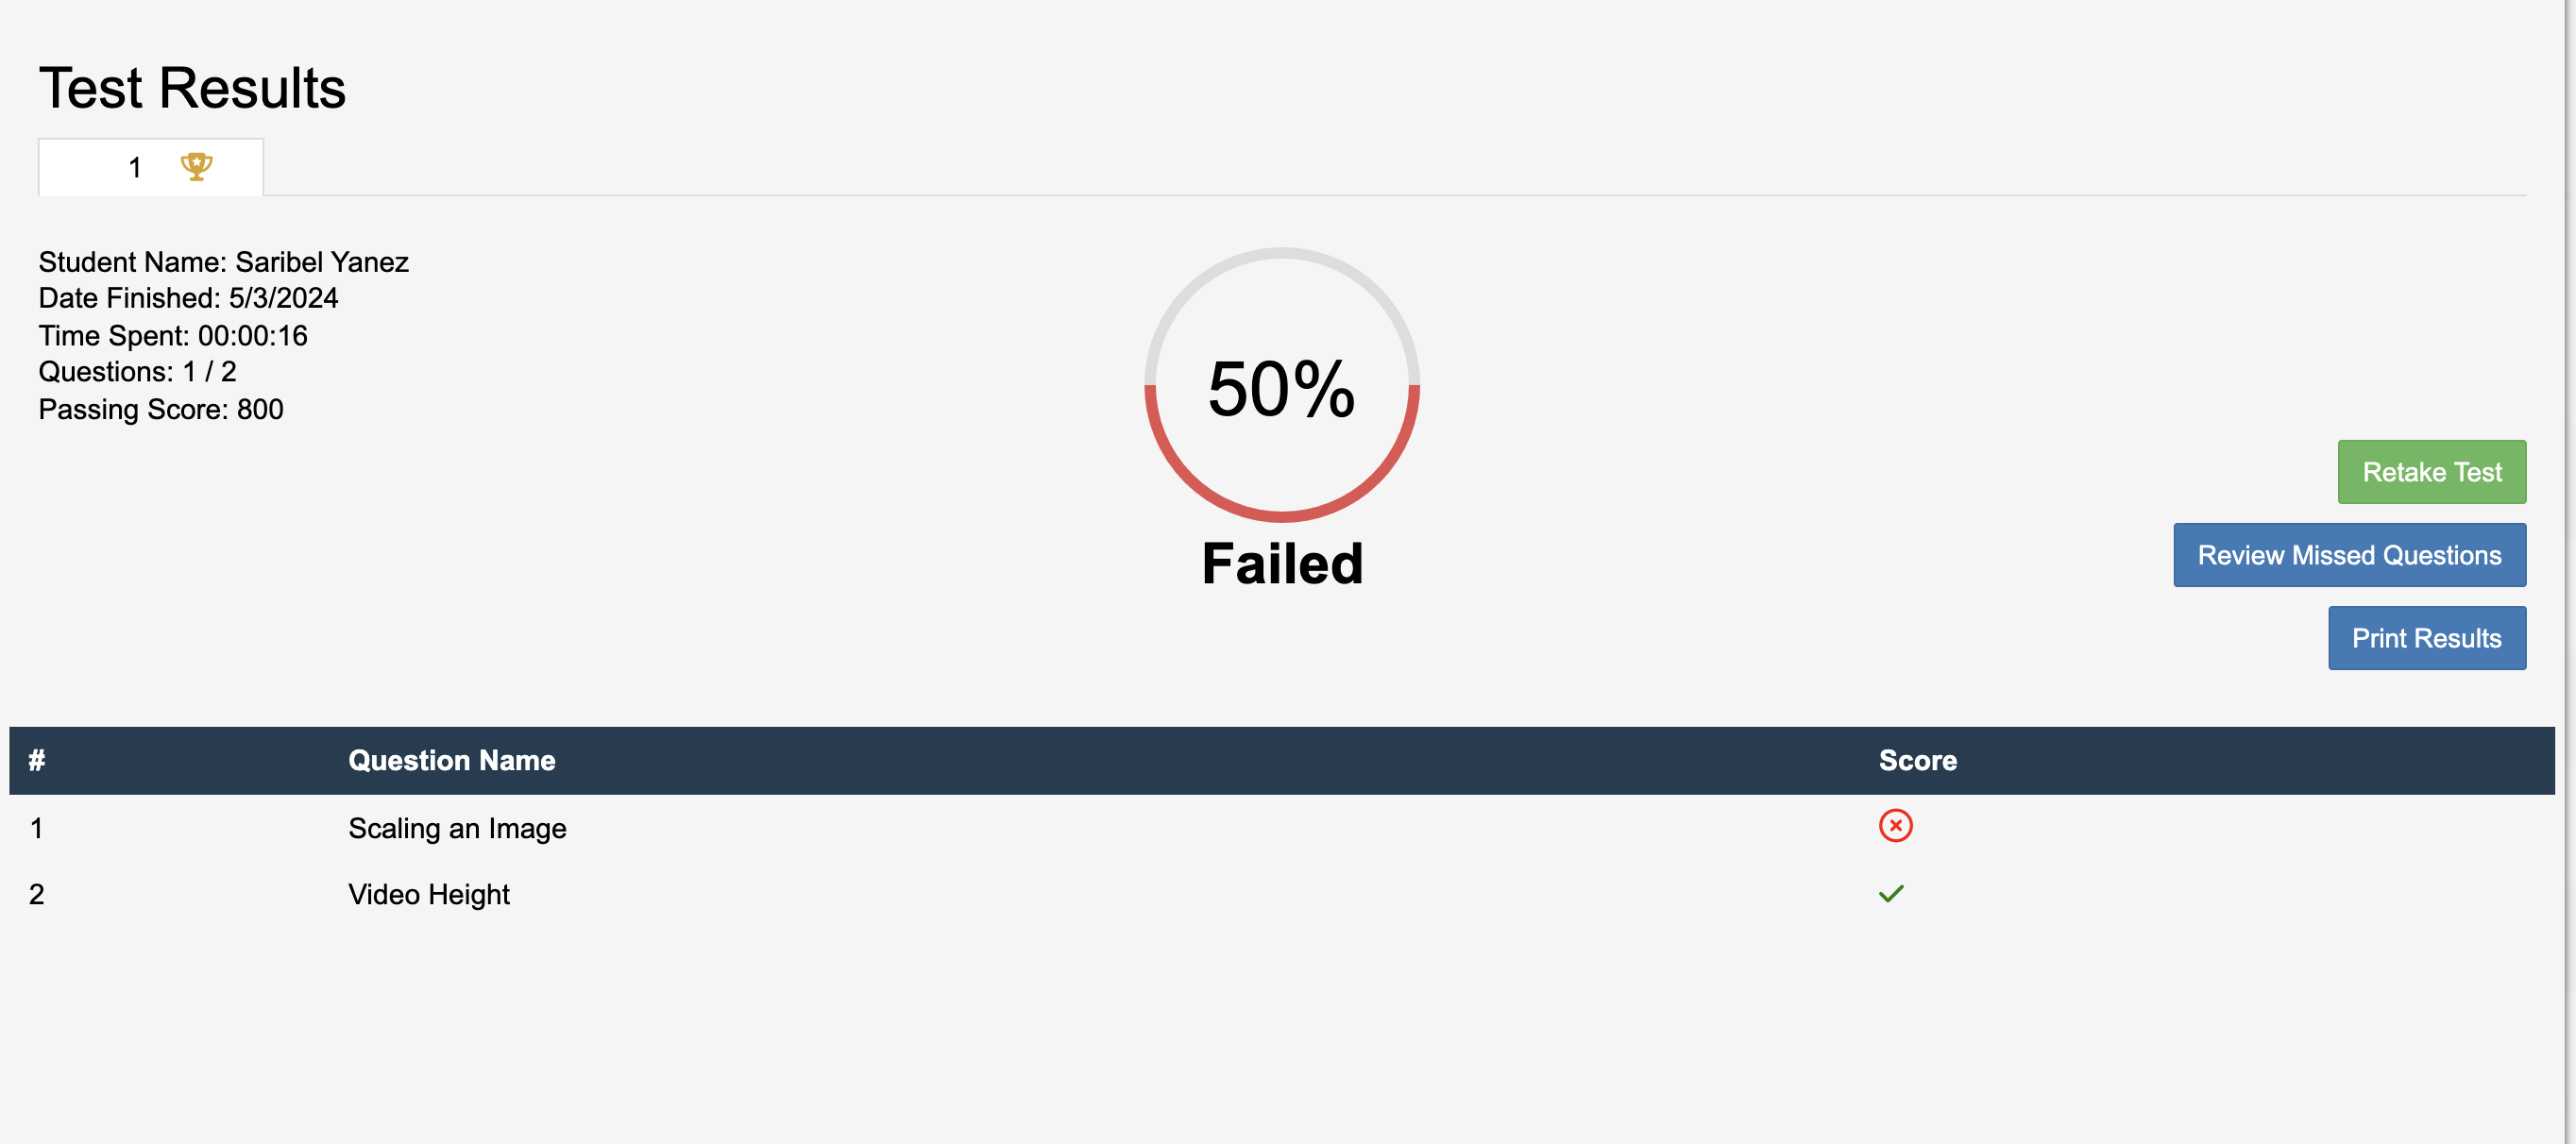 Test Results
1
Student Name: Saribel Yanez
Date Finished: 5/3/2024
Time Spent: 00:00:16
Questions: 1 / 2
Passing Score: 800
50%
Failed
Retake Test
Review Missed Questions
Print Results
# Question Name Score
1 Scaling an Image
2 Video Height